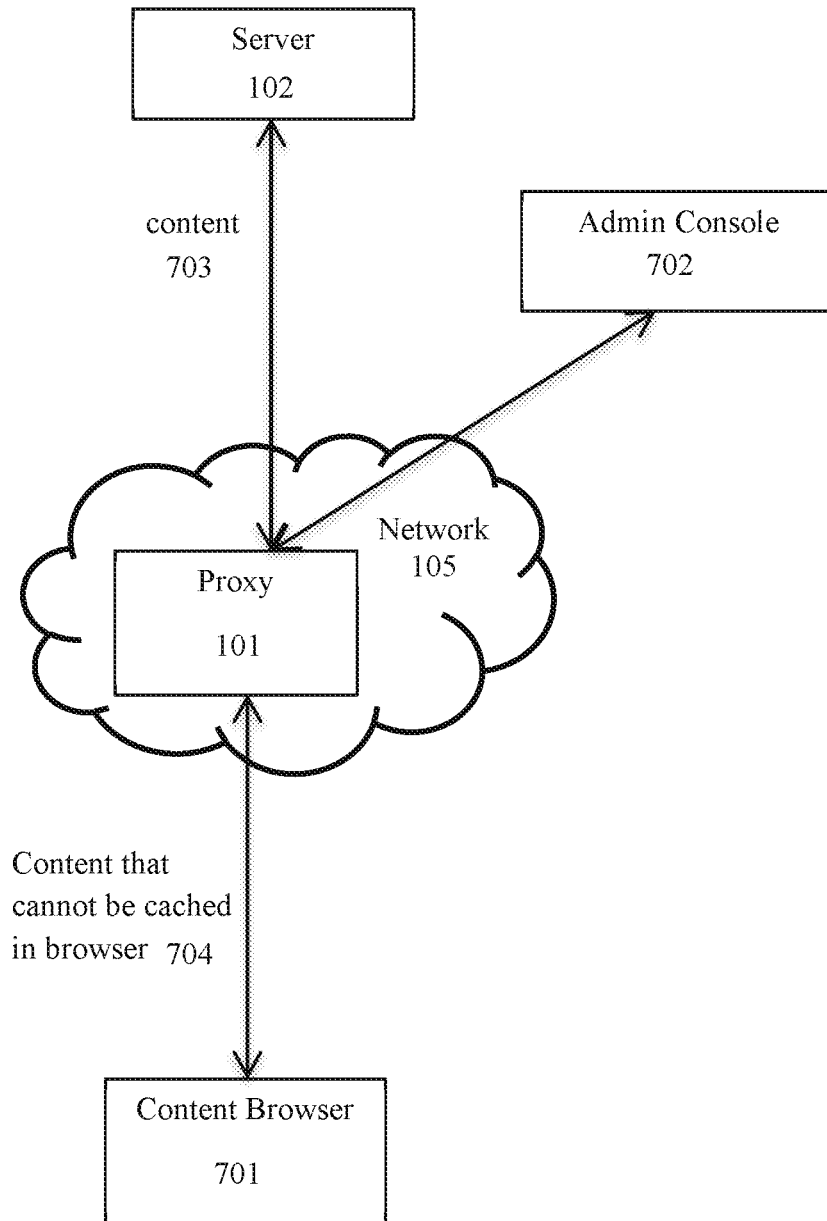 Server
102
content
703
Admin Console
702
Network
105
Proxy
101
Content that
cannot be cached
in browser 704
Content Browser
701